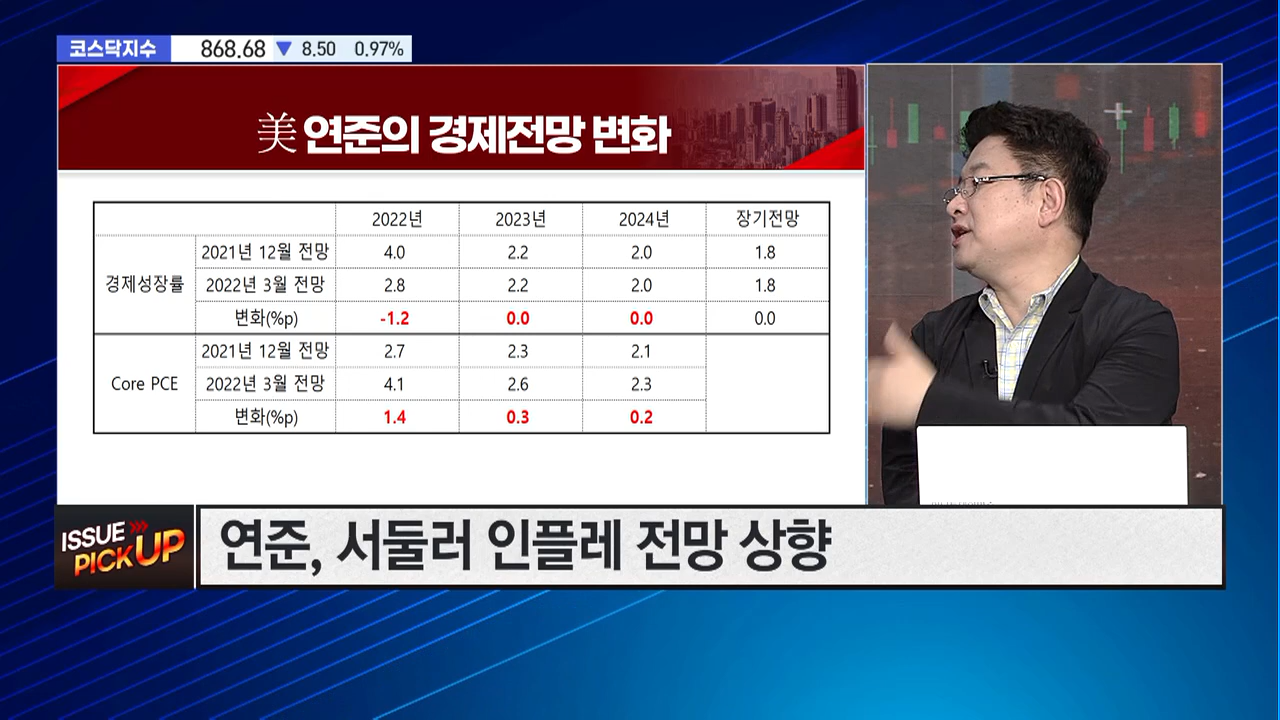 코스닥지수 868.68 ▼ 8.50 0.97%
美 연준의 경제전망 변화
2022년 2023년 2024년 장기전망
경제성장률
2021년 12월 전망 4.0 2.2 2.0 1.8
2022년 3월 전망 2.8 2.2 2.0 1.8
변화(%p) -1.2 0.0 0.0 0.0
Core PCE
2021년 12월 전망 2.7 2.3 2.1
2022년 3월 전망 4.1 2.6 2.3
변화(%p) 1.4 0.3 0.2
ISSUE
PICK UP
연준, 서둘러 인플레 전망 상향